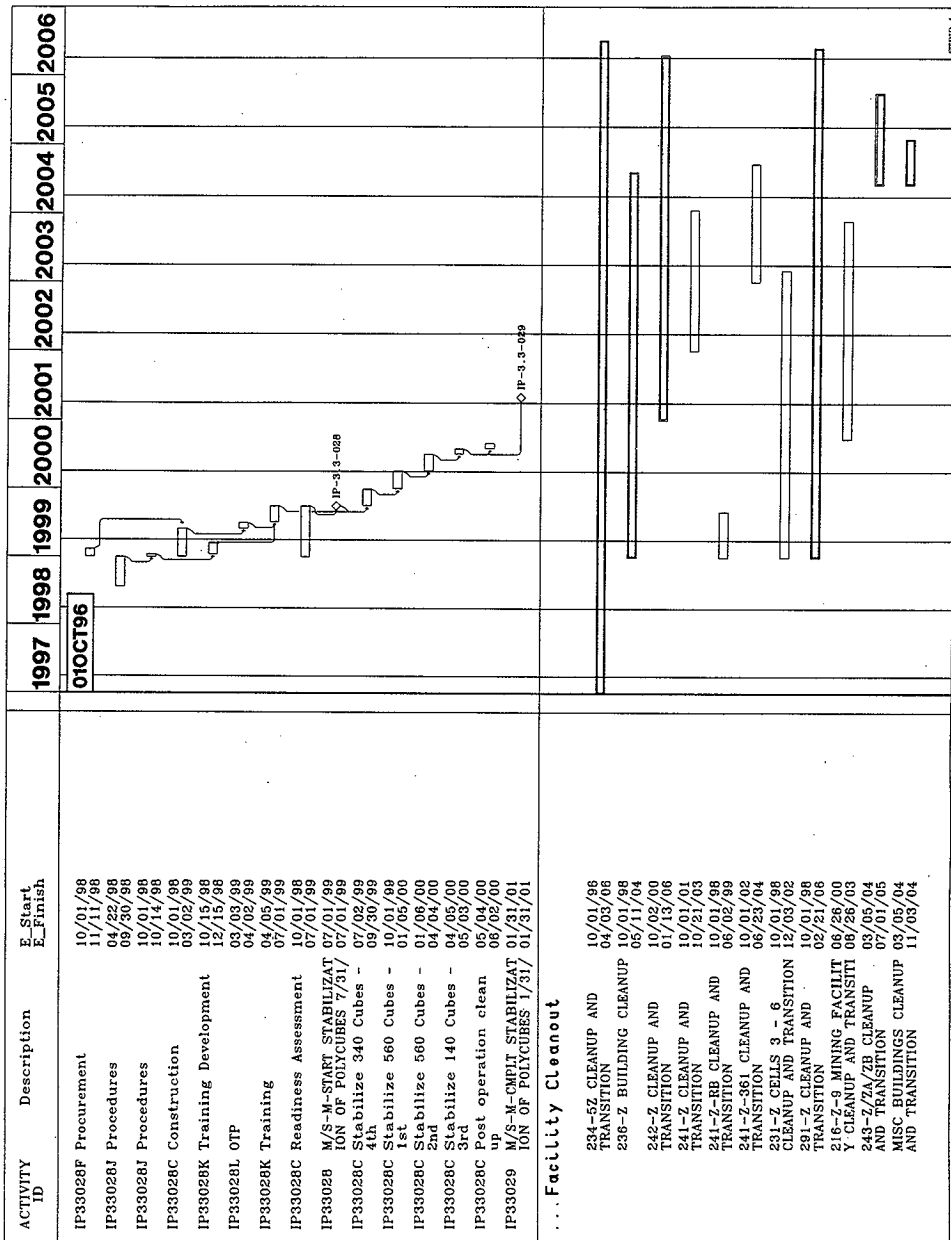 ACTIVITY ID Description E_Start E_Finish 1997 1998 1999 2000 2001 2002 2003 2004 2005 2006
01OCT96
IP33028F Procurement 10/01/98
11/11/98
IP33028J Procedures 04/22/98
09/30/98
IP33028J Procedures 10/01/98
10/14/98
IP33028C Construction 10/01/98
03/02/99
IP33028K Training Development 10/15/98
12/15/98
IP33028L OTP 03/03/99
04/02/99
IP33028K Training 04/05/99
07/01/99
IP33028C Readiness Assessment 10/01/98
07/01/99
IP33028 M/S-M-START STABILIZAT 07/01/99
ION OF POLYCUBES 7/31/ 07/01/99
IP-3.3-028
IP33028C Stabilize 340 Cubes - 07/02/99
4th 09/30/99
IP33028C Stabilize 560 Cubes - 10/01/99
1st 01/05/00
IP33028C Stabilize 560 Cubes - 01/06/00
2nd 04/04/00
IP33028C Stabilize 140 Cubes - 04/05/00
3rd 05/03/00
IP33028C Post operation clean 05/04/00
up 06/02/00
IP33029 M/S-M-CMPLT STABILIZAT 01/31/01
ION OF POLYCUBES 1/31/ 01/31/01
IP-3.3-029
...Facility Cleanout
234-5Z CLEANUP AND 10/01/96
TRANSITION 04/03/06
236-Z BUILDING CLEANUP 10/01/98
05/11/04
242-Z CLEANUP AND 10/02/00
TRANSITION 01/13/06
241-Z CLEANUP AND 10/01/01
TRANSITION 10/21/03
241-Z-RB CLEANUP AND 10/01/98
TRANSITION 06/02/99
241-Z-361 CLEANUP AND 10/01/02
TRANSITION 06/23/04
231-Z CELLS 3 - 6 10/01/98
CLEANUP AND TRANSITION 12/03/02
291-Z CLEANUP AND 10/01/98
TRANSITION 02/21/06
216-Z-9 MINING FACILIT 06/26/00
Y CLEANUP AND TRANSITI 08/26/03
243-Z/ZA/ZB CLEANUP 03/05/04
AND TRANSITION 07/01/05
MISC BUILDINGS CLEANUP 03/05/04
AND TRANSITION 11/03/04